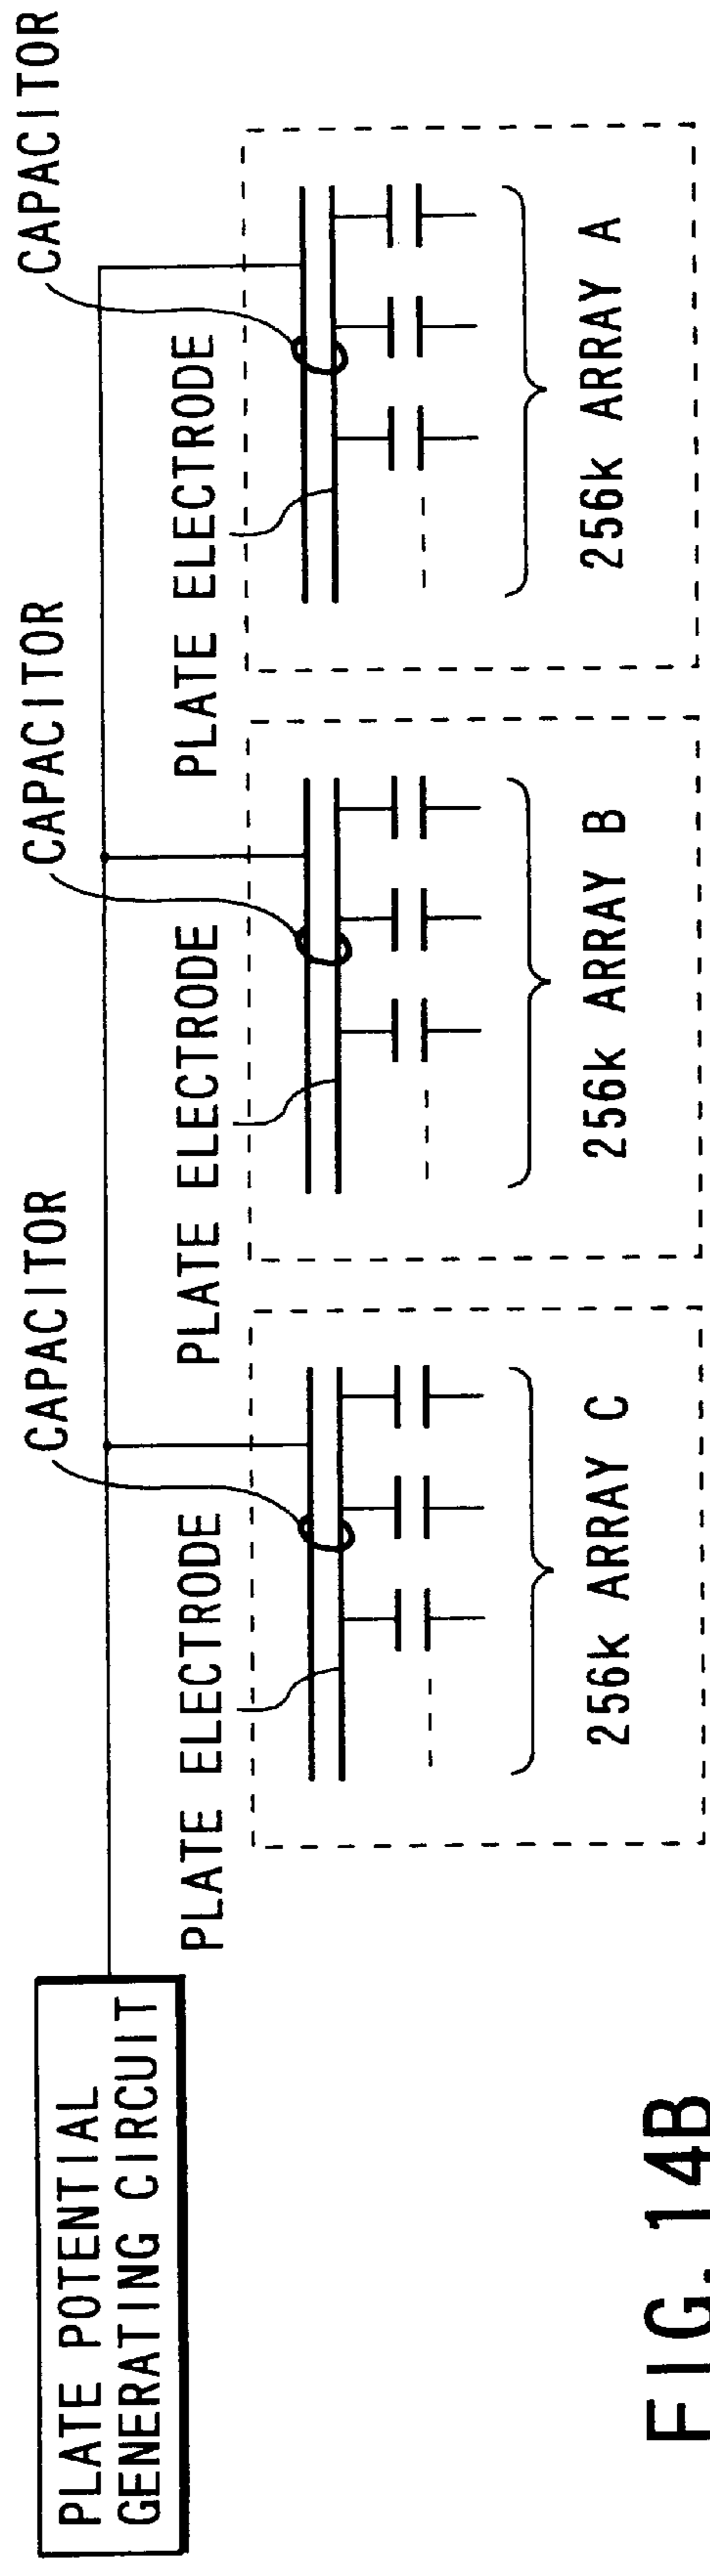 PLATE POTENTIAL
GENERATING CIRCUIT
CAPACITOR
CAPACITOR
CAPACITOR
PLATE ELECTRODE
PLATE ELECTRODE
PLATE ELECTRODE
256k ARRAY C
256k ARRAY B
256k ARRAY A
FIG. 14B